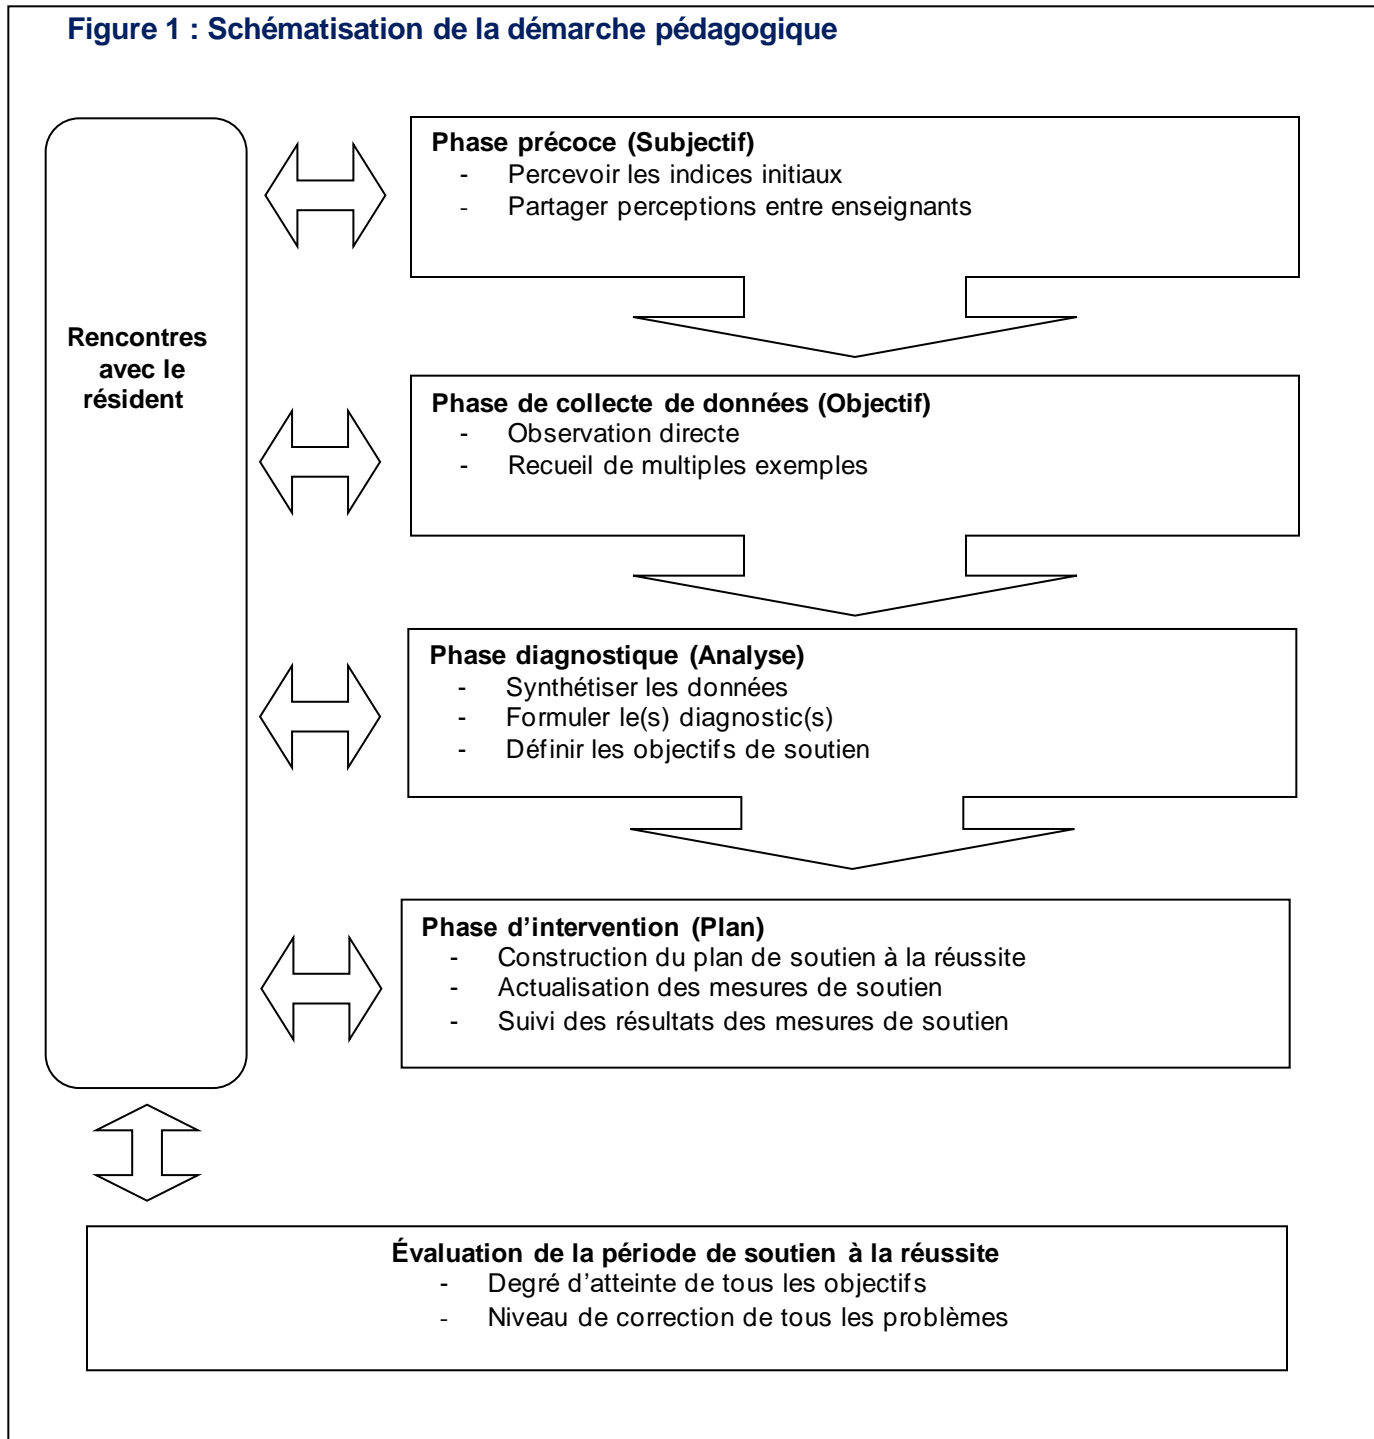 Figure 1 : Schématisation de la démarche pédagogique
Rencontres
avec le
résident
Phase précoce (Subjectif)
- Percevoir les indices initiaux
- Partager perceptions entre enseignants
Phase de collecte de données (Objectif)
- Observation directe
- Recueil de multiples exemples
Phase diagnostique (Analyse)
- Synthétiser les données
- Formuler le(s) diagnostic(s)
- Définir les objectifs de soutien
Phase d’intervention (Plan)
- Construction du plan de soutien à la réussite
- Actualisation des mesures de soutien
- Suivi des résultats des mesures de soutien
Évaluation de la période de soutien à la réussite
- Degré d’atteinte de tous les objectifs
- Niveau de correction de tous les problèmes